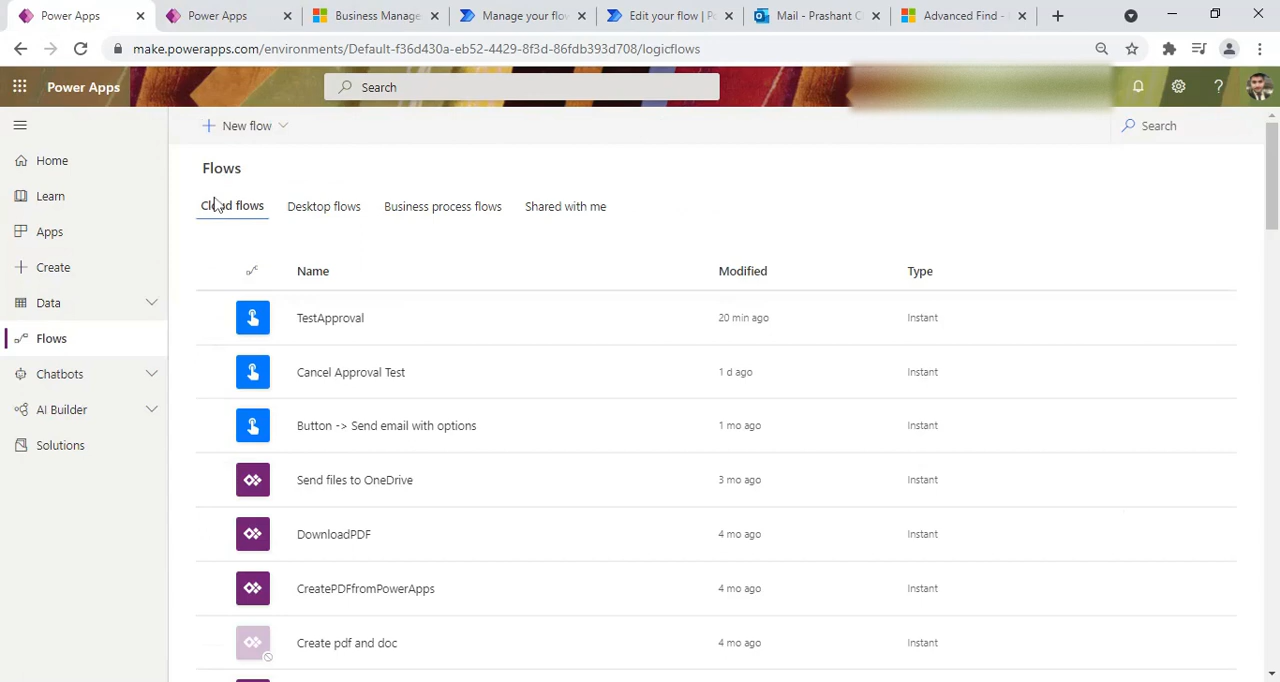 Power Apps
Power Apps
Business Manage
Manage your flow
Edit your flow | Po
Mail - Prashant C
Advanced Find -
make.powerapps.com/environments/Default-f36d430a-eb52-4429-8f3d-86fdb393d708/logicflows
Power Apps
Search
?
New flow
Search
Home
Learn
Apps
Create
Data
Flows
Chatbots
AI Builder
Solutions
Flows
Cloud flows
Desktop flows
Business process flows
Shared with me
Name
Modified
Type
TestApproval
20 min ago
Instant
Cancel Approval Test
1 d ago
Instant
Button -> Send email with options
1 mo ago
Instant
Send files to OneDrive
3 mo ago
Instant
DownloadPDF
4 mo ago
Instant
CreatePDFfromPowerApps
4 mo ago
Instant
Create pdf and doc
4 mo ago
Instant